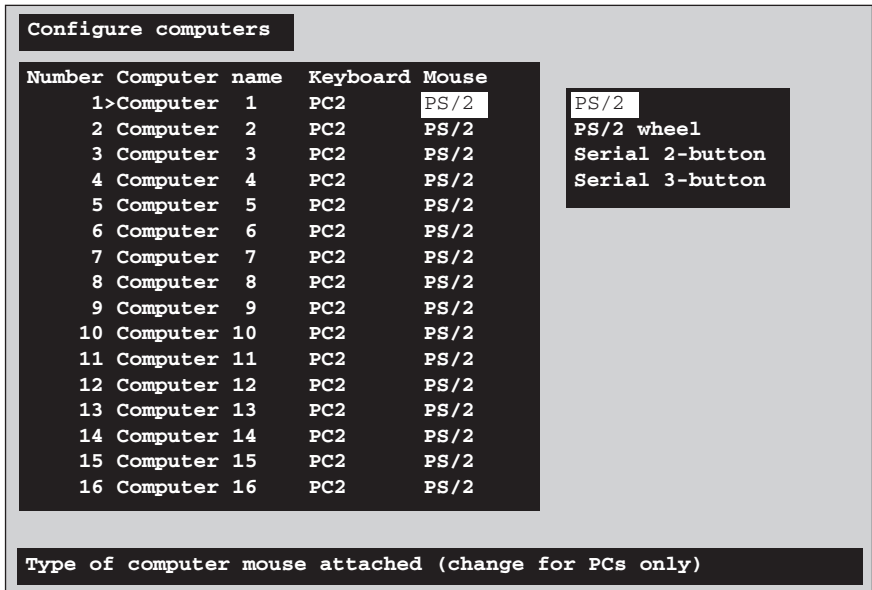 Configure computers
Number Computer name Keyboard Mouse
1>Computer 1 PC2 PS/2
2 Computer 2 PC2 PS/2
3 Computer 3 PC2 PS/2
4 Computer 4 PC2 PS/2
5 Computer 5 PC2 PS/2
6 Computer 6 PC2 PS/2
7 Computer 7 PC2 PS/2
8 Computer 8 PC2 PS/2
9 Computer 9 PC2 PS/2
10 Computer 10 PC2 PS/2
11 Computer 11 PC2 PS/2
12 Computer 12 PC2 PS/2
13 Computer 13 PC2 PS/2
14 Computer 14 PC2 PS/2
15 Computer 15 PC2 PS/2
16 Computer 16 PC2 PS/2
PS/2
PS/2 wheel
Serial 2-button
Serial 3-button
Type of computer mouse attached (change for PCs only)